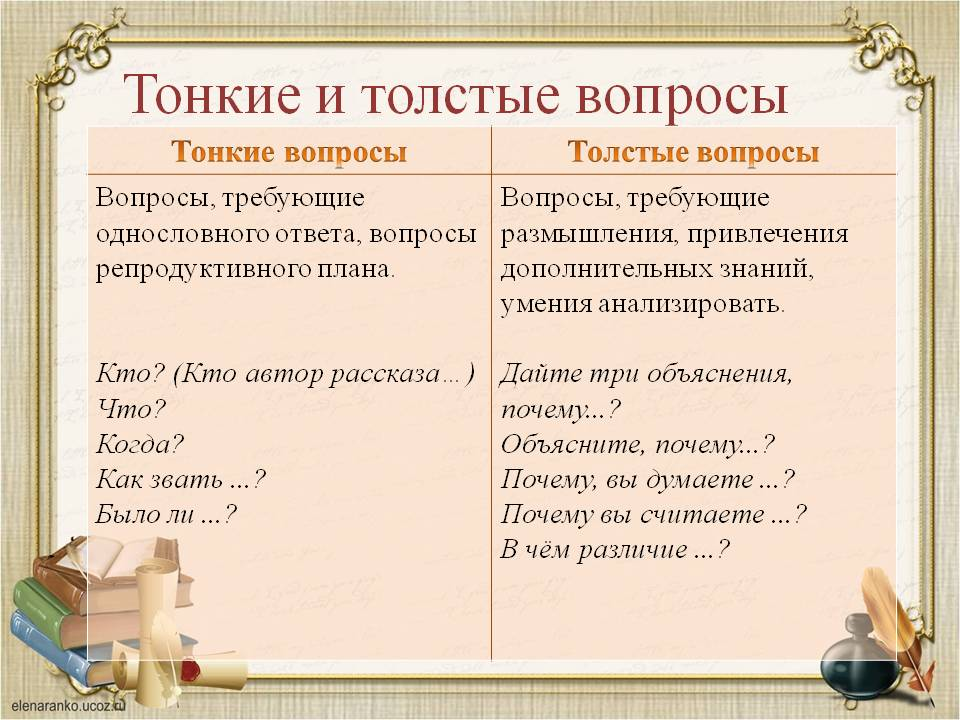 Тонкие и толстые вопросы
Тонкие вопросы
Вопросы, требующие
однословного ответа, вопросы
репродуктивного плана.
Кто? (Кто автор рассказа…)
Что?
Когда?
Как звать ...?
Было ли ...?
Толстые вопросы
Вопросы, требующие
размышления, привлечения
дополнительных знаний,
умения анализировать.
Дайте три объяснения,
почему...?
Объясните, почему...?
Почему, вы думаете ...?
Почему вы считаете ...?
В чём различие ...?
elenaranko.ucoz.ru